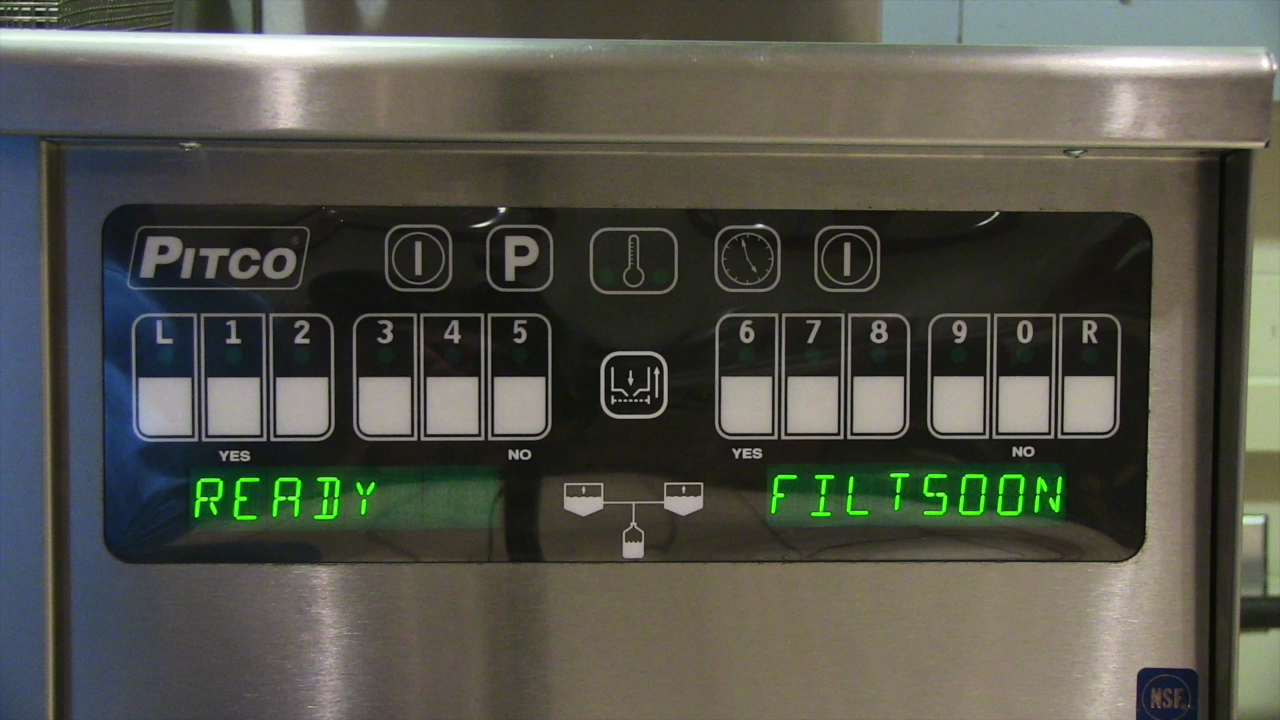 PITCO
I P I
L 1 2 3 4 5 6 7 8 9 0 R
YES NO YES NO
READY FILTSOON
NSF